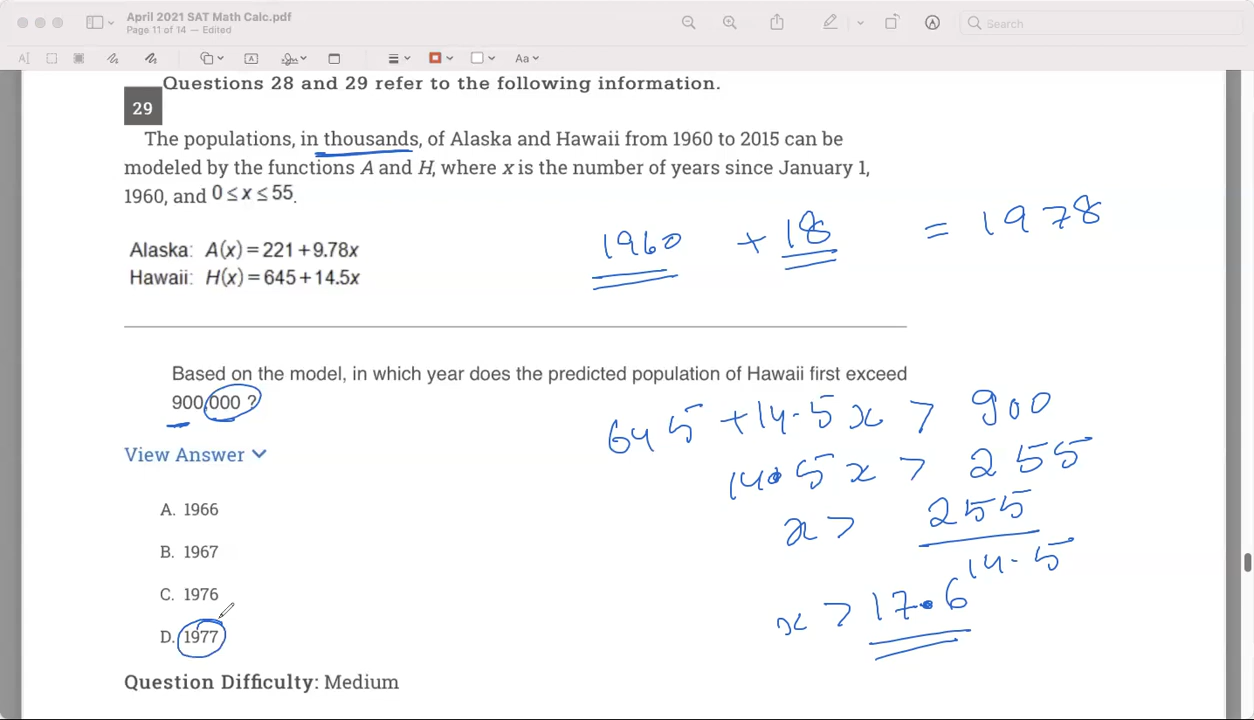 April 2021 SAT Math Calc.pdf
Page 11 of 14 — Edited
Search
Aa
Questions 28 and 29 refer to the following information.
29
The populations, in thousands, of Alaska and Hawaii from 1960 to 2015 can be
modeled by the functions A and H, where x is the number of years since January 1,
1960, and 0 ≤ x ≤ 55.
1960 + 18 = 1978
Alaska: A(x) = 221 + 9.78x
Hawaii: H(x) = 645 + 14.5x
Based on the model, in which year does the predicted population of Hawaii first exceed
900,000 ?
645 + 14.5x > 900
View Answer
14.5x > 255
A. 1966
x > 255
B. 1967
14.5
C. 1976
x > 17.6
D. 1977
Question Difficulty: Medium